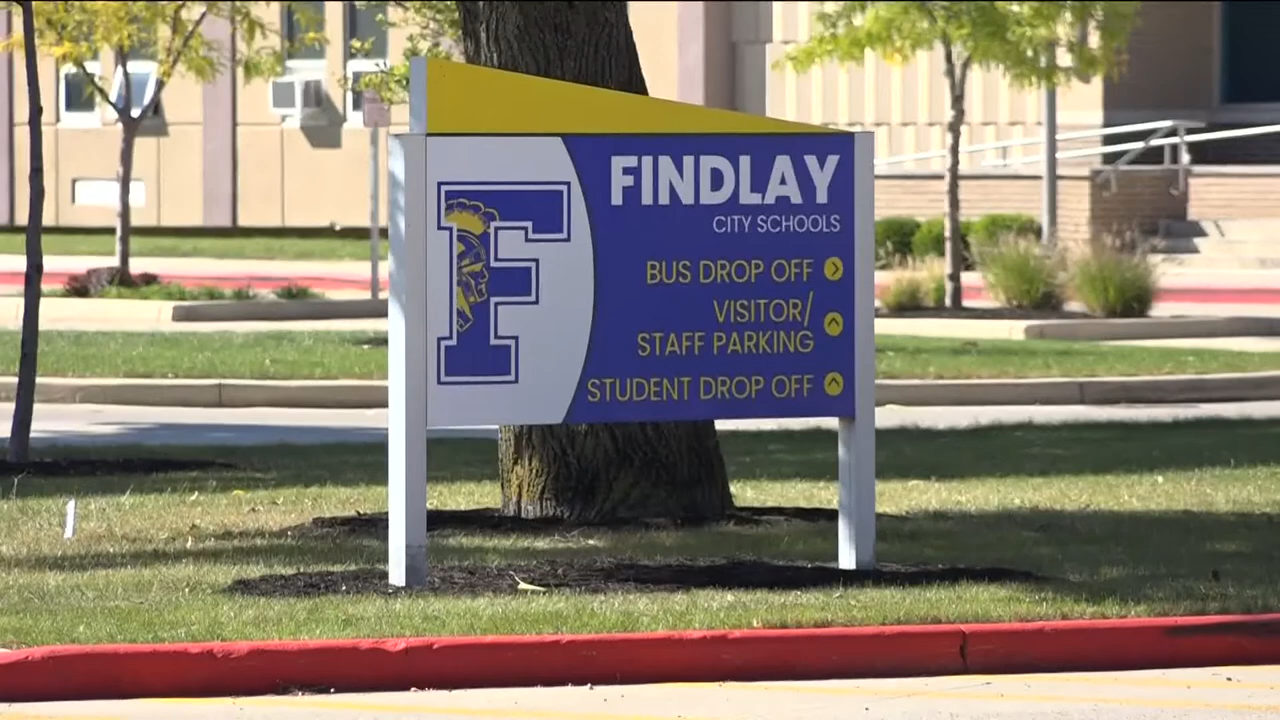 F
FINDLAY
CITY SCHOOLS
BUS DROP OFF
VISITOR/
STAFF PARKING
STUDENT DROP OFF